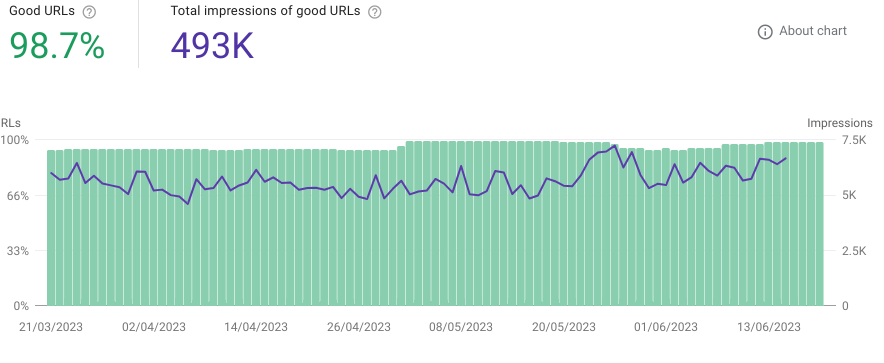 Good URLs
Total impressions of good URLs
98.7%
493K
About chart
RLs
Impressions
100%
7.5K
66%
5K
33%
2.5K
0%
0
21/03/2023
02/04/2023
14/04/2023
26/04/2023
08/05/2023
20/05/2023
01/06/2023
13/06/2023